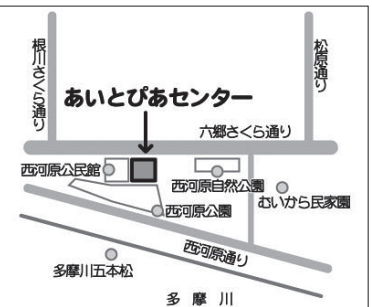 根川さくら通り
松原通り
あいとぴあセンター
六郷さくら通り
西河原公民館
西河原自然公園
むいから民家園
西河原公園
西河原通り
多摩川五本松
多摩川